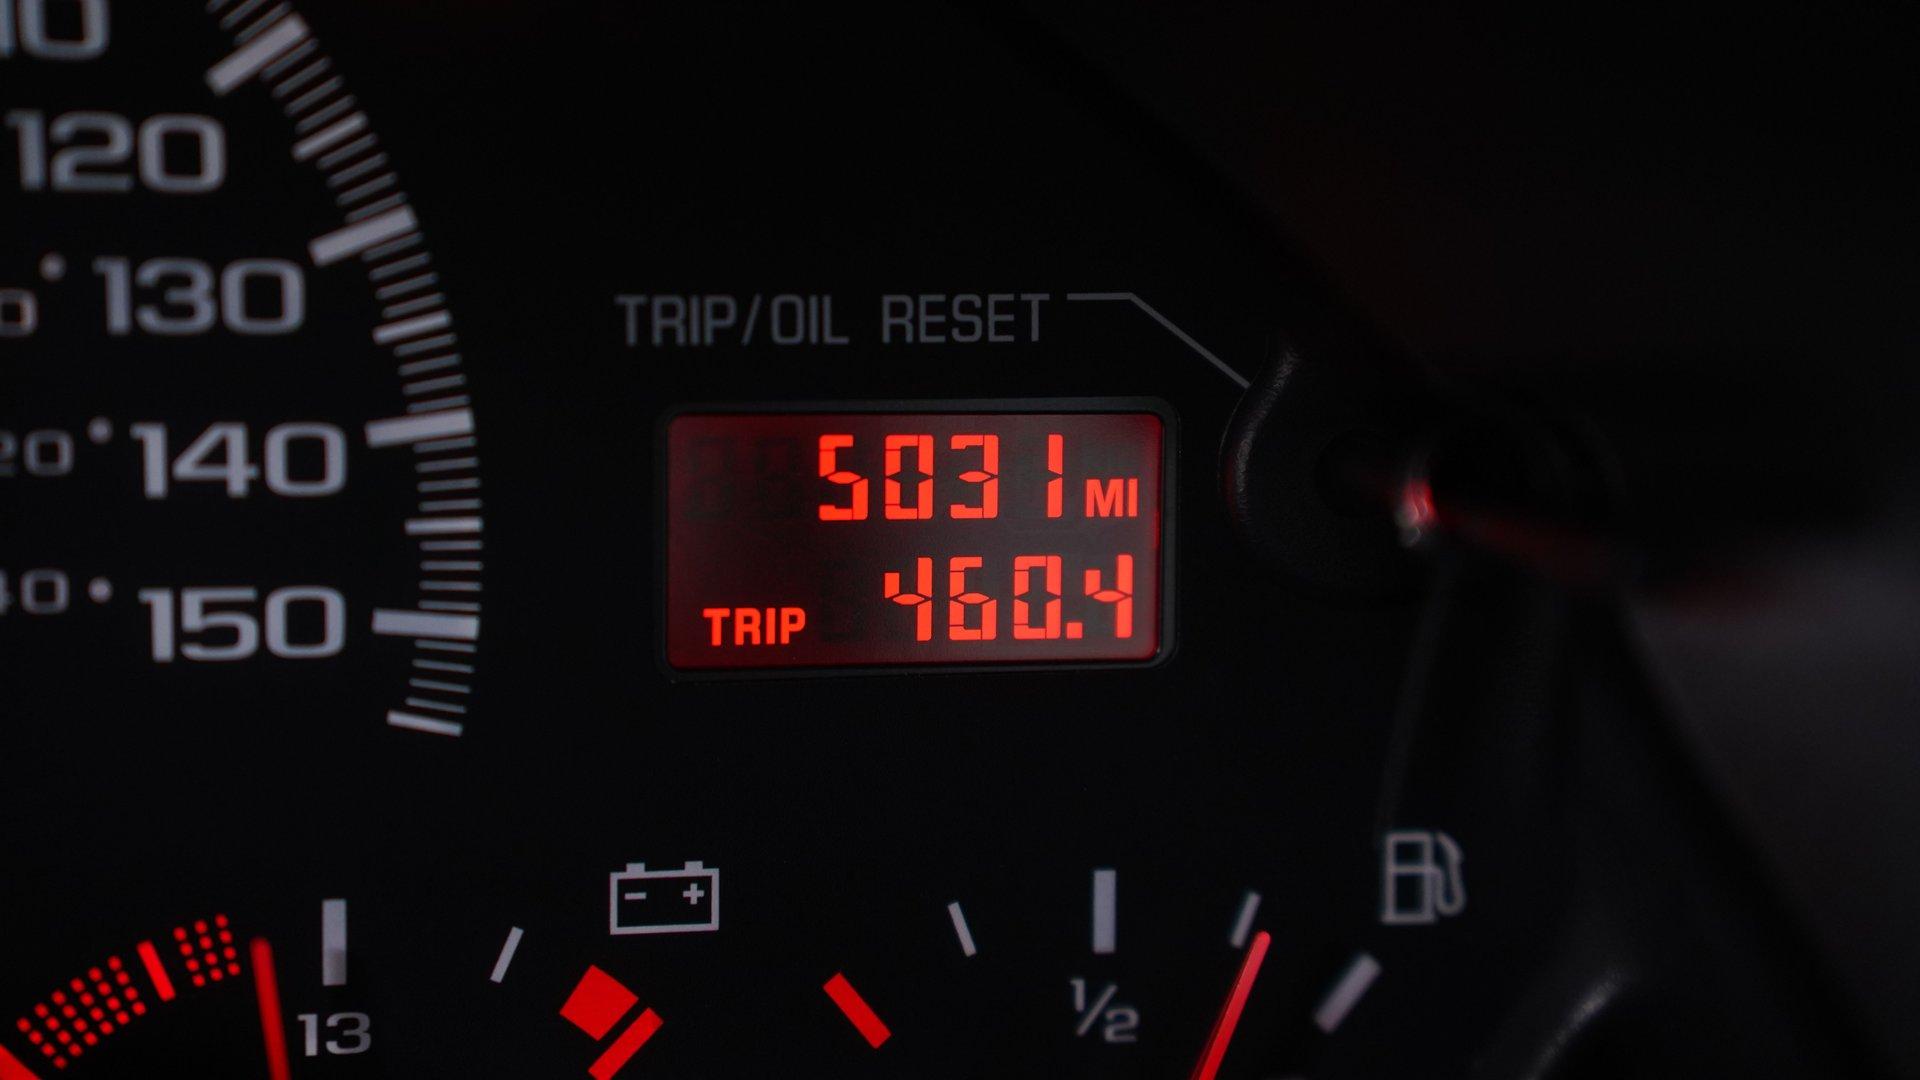 120
130
140
150
TRIP/OIL RESET
5031 MI
TRIP 460.4
- +
13
1/2